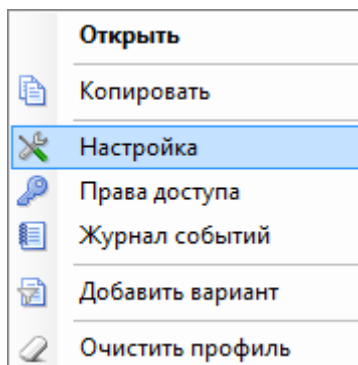 Открыть
Копировать
Настройка
Права доступа
Журнал событий
Добавить вариант
Очистить профиль